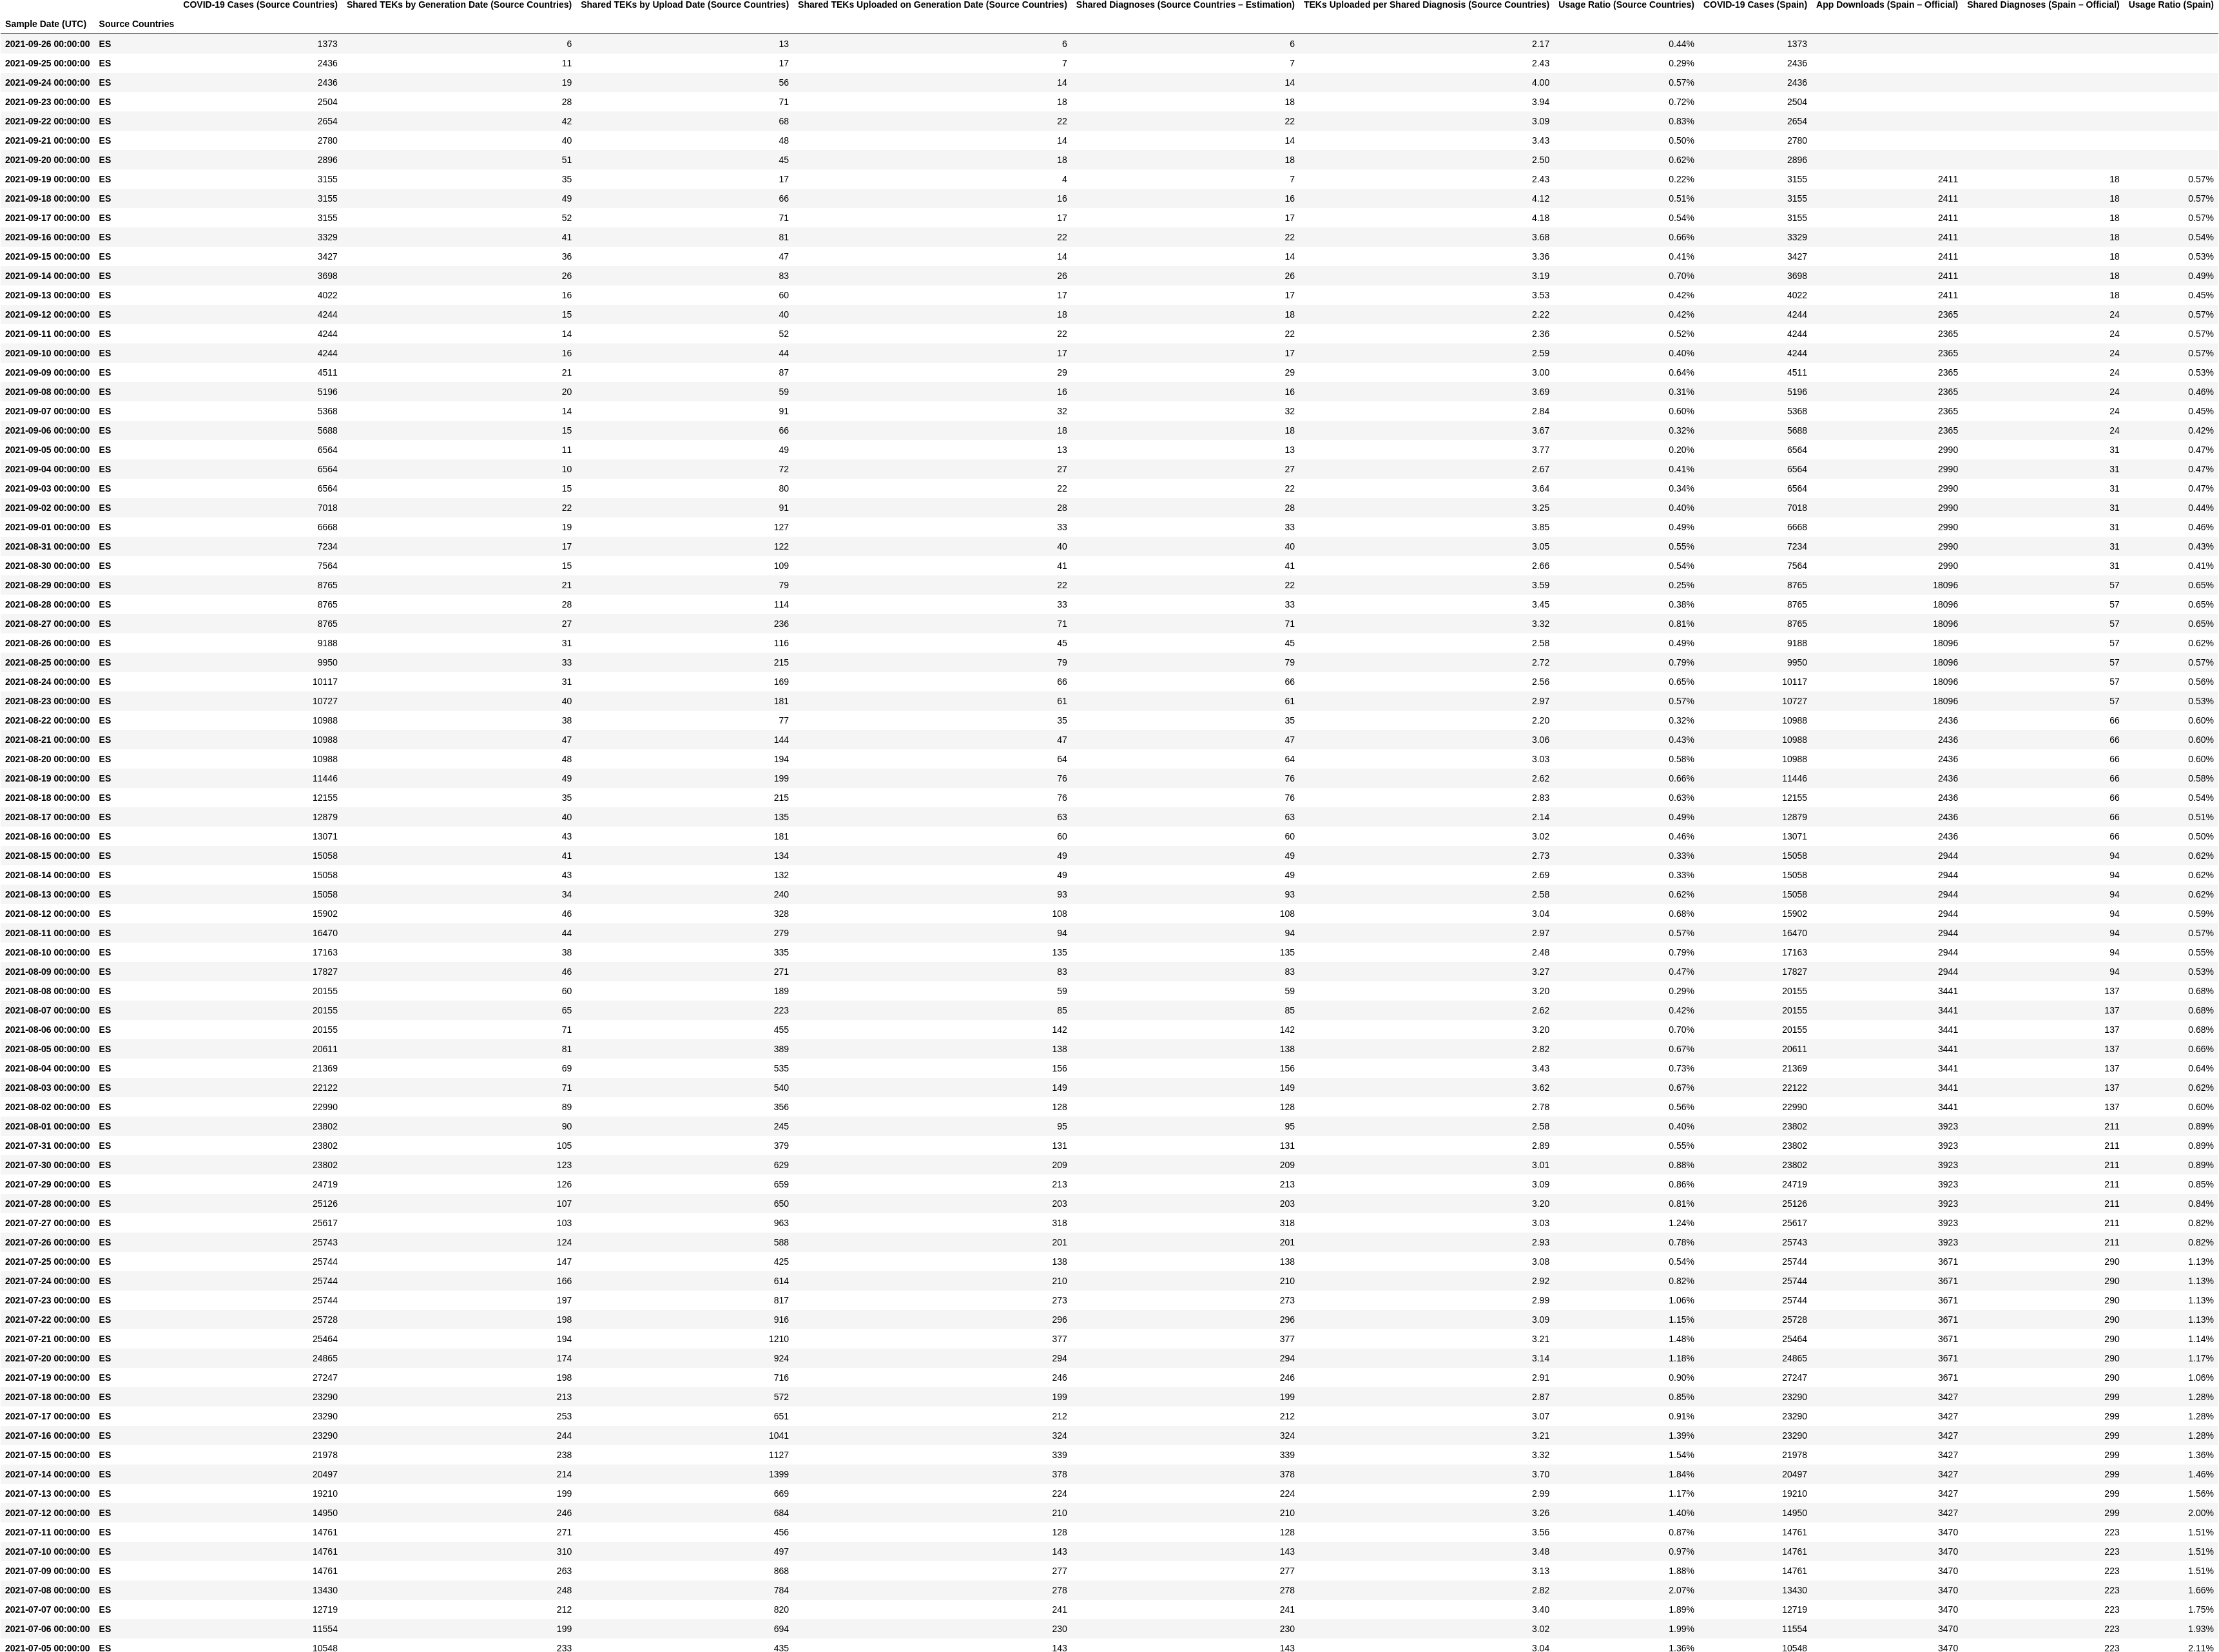 COVID-19 Cases (Source Countries) Shared TEKs by Generation Date (Source Countries) Shared TEKs by Upload Date (Source Countries) Shared TEKs Uploaded on Generation Date (Source Countries) Shared Diagnoses (Source Countries – Estimation) TEKs Uploaded per Shared Diagnosis (Source Countries) Usage Ratio (Source Countries) COVID-19 Cases (Spain) App Downloads (Spain – Official) Shared Diagnoses (Spain – Official) Usage Ratio (Spain)
Sample Date (UTC) Source Countries
2021-09-26 00:00:00 ES 1373 6 13 6 6 2.17 0.44% 1373
2021-09-25 00:00:00 ES 2436 11 17 7 7 2.43 0.29% 2436
2021-09-24 00:00:00 ES 2436 19 56 14 14 4.00 0.57% 2436
2021-09-23 00:00:00 ES 2504 28 71 18 18 3.94 0.72% 2504
2021-09-22 00:00:00 ES 2654 42 68 22 22 3.09 0.83% 2654
2021-09-21 00:00:00 ES 2780 40 48 14 14 3.43 0.50% 2780
2021-09-20 00:00:00 ES 2896 51 45 18 18 2.50 0.62% 2896
2021-09-19 00:00:00 ES 3155 35 17 4 7 2.43 0.22% 3155 2411 18 0.57%
2021-09-18 00:00:00 ES 3155 49 66 16 16 4.12 0.51% 3155 2411 18 0.57%
2021-09-17 00:00:00 ES 3155 52 71 17 17 4.18 0.54% 3155 2411 18 0.57%
2021-09-16 00:00:00 ES 3329 41 81 22 22 3.68 0.66% 3329 2411 18 0.54%
2021-09-15 00:00:00 ES 3427 36 47 14 14 3.36 0.41% 3427 2411 18 0.53%
2021-09-14 00:00:00 ES 3698 26 83 26 26 3.19 0.70% 3698 2411 18 0.49%
2021-09-13 00:00:00 ES 4022 16 60 17 17 3.53 0.42% 4022 2411 18 0.45%
2021-09-12 00:00:00 ES 4244 15 40 18 18 2.22 0.42% 4244 2365 24 0.57%
2021-09-11 00:00:00 ES 4244 14 52 22 22 2.36 0.52% 4244 2365 24 0.57%
2021-09-10 00:00:00 ES 4244 16 44 17 17 2.59 0.40% 4244 2365 24 0.57%
2021-09-09 00:00:00 ES 4511 21 87 29 29 3.00 0.64% 4511 2365 24 0.53%
2021-09-08 00:00:00 ES 5196 20 59 16 16 3.69 0.31% 5196 2365 24 0.46%
2021-09-07 00:00:00 ES 5368 14 91 32 32 2.84 0.60% 5368 2365 24 0.45%
2021-09-06 00:00:00 ES 5688 15 66 18 18 3.67 0.32% 5688 2365 24 0.42%
2021-09-05 00:00:00 ES 6564 11 49 13 13 3.77 0.20% 6564 2990 31 0.47%
2021-09-04 00:00:00 ES 6564 10 72 27 27 2.67 0.41% 6564 2990 31 0.47%
2021-09-03 00:00:00 ES 6564 15 80 22 22 3.64 0.34% 6564 2990 31 0.47%
2021-09-02 00:00:00 ES 7018 22 91 28 28 3.25 0.40% 7018 2990 31 0.44%
2021-09-01 00:00:00 ES 6668 19 127 33 33 3.85 0.49% 6668 2990 31 0.46%
2021-08-31 00:00:00 ES 7234 17 122 40 40 3.05 0.55% 7234 2990 31 0.43%
2021-08-30 00:00:00 ES 7564 15 109 41 41 2.66 0.54% 7564 2990 31 0.41%
2021-08-29 00:00:00 ES 8765 21 79 22 22 3.59 0.25% 8765 18096 57 0.65%
2021-08-28 00:00:00 ES 8765 28 114 33 33 3.45 0.38% 8765 18096 57 0.65%
2021-08-27 00:00:00 ES 8765 27 236 71 71 3.32 0.81% 8765 18096 57 0.65%
2021-08-26 00:00:00 ES 9188 31 116 45 45 2.58 0.49% 9188 18096 57 0.62%
2021-08-25 00:00:00 ES 9950 33 215 79 79 2.72 0.79% 9950 18096 57 0.57%
2021-08-24 00:00:00 ES 10117 31 169 66 66 2.56 0.65% 10117 18096 57 0.56%
2021-08-23 00:00:00 ES 10727 40 181 61 61 2.97 0.57% 10727 18096 57 0.53%
2021-08-22 00:00:00 ES 10988 38 77 35 35 2.20 0.32% 10988 2436 66 0.60%
2021-08-21 00:00:00 ES 10988 47 144 47 47 3.06 0.43% 10988 2436 66 0.60%
2021-08-20 00:00:00 ES 10988 48 194 64 64 3.03 0.58% 10988 2436 66 0.60%
2021-08-19 00:00:00 ES 11446 49 199 76 76 2.62 0.66% 11446 2436 66 0.58%
2021-08-18 00:00:00 ES 12155 35 215 76 76 2.83 0.63% 12155 2436 66 0.54%
2021-08-17 00:00:00 ES 12879 40 135 63 63 2.14 0.49% 12879 2436 66 0.51%
2021-08-16 00:00:00 ES 13071 43 181 60 60 3.02 0.46% 13071 2436 66 0.50%
2021-08-15 00:00:00 ES 15058 41 134 49 49 2.73 0.33% 15058 2944 94 0.62%
2021-08-14 00:00:00 ES 15058 43 132 49 49 2.69 0.33% 15058 2944 94 0.62%
2021-08-13 00:00:00 ES 15058 34 240 93 93 2.58 0.62% 15058 2944 94 0.62%
2021-08-12 00:00:00 ES 15902 46 328 108 108 3.04 0.68% 15902 2944 94 0.59%
2021-08-11 00:00:00 ES 16470 44 279 94 94 2.97 0.57% 16470 2944 94 0.57%
2021-08-10 00:00:00 ES 17163 38 335 135 135 2.48 0.79% 17163 2944 94 0.55%
2021-08-09 00:00:00 ES 17827 46 271 83 83 3.27 0.47% 17827 2944 94 0.53%
2021-08-08 00:00:00 ES 20155 60 189 59 59 3.20 0.29% 20155 3441 137 0.68%
2021-08-07 00:00:00 ES 20155 65 223 85 85 2.62 0.42% 20155 3441 137 0.68%
2021-08-06 00:00:00 ES 20155 71 455 142 142 3.20 0.70% 20155 3441 137 0.68%
2021-08-05 00:00:00 ES 20611 81 389 138 138 2.82 0.67% 20611 3441 137 0.66%
2021-08-04 00:00:00 ES 21369 69 535 156 156 3.43 0.73% 21369 3441 137 0.64%
2021-08-03 00:00:00 ES 22122 71 540 149 149 3.62 0.67% 22122 3441 137 0.62%
2021-08-02 00:00:00 ES 22990 89 356 128 128 2.78 0.56% 22990 3441 137 0.60%
2021-08-01 00:00:00 ES 23802 90 245 95 95 2.58 0.40% 23802 3923 211 0.89%
2021-07-31 00:00:00 ES 23802 105 379 131 131 2.89 0.55% 23802 3923 211 0.89%
2021-07-30 00:00:00 ES 23802 123 629 209 209 3.01 0.88% 23802 3923 211 0.89%
2021-07-29 00:00:00 ES 24719 126 659 213 213 3.09 0.86% 24719 3923 211 0.85%
2021-07-28 00:00:00 ES 25126 107 650 203 203 3.20 0.81% 25126 3923 211 0.84%
2021-07-27 00:00:00 ES 25617 103 963 318 318 3.03 1.24% 25617 3923 211 0.82%
2021-07-26 00:00:00 ES 25743 124 588 201 201 2.93 0.78% 25743 3923 211 0.82%
2021-07-25 00:00:00 ES 25744 147 425 138 138 3.08 0.54% 25744 3671 290 1.13%
2021-07-24 00:00:00 ES 25744 166 614 210 210 2.92 0.82% 25744 3671 290 1.13%
2021-07-23 00:00:00 ES 25744 197 817 273 273 2.99 1.06% 25744 3671 290 1.13%
2021-07-22 00:00:00 ES 25728 198 916 296 296 3.09 1.15% 25728 3671 290 1.13%
2021-07-21 00:00:00 ES 25464 194 1210 377 377 3.21 1.48% 25464 3671 290 1.14%
2021-07-20 00:00:00 ES 24865 174 924 294 294 3.14 1.18% 24865 3671 290 1.17%
2021-07-19 00:00:00 ES 27247 198 716 246 246 2.91 0.90% 27247 3671 290 1.06%
2021-07-18 00:00:00 ES 23290 213 572 199 199 2.87 0.85% 23290 3427 299 1.28%
2021-07-17 00:00:00 ES 23290 253 651 212 212 3.07 0.91% 23290 3427 299 1.28%
2021-07-16 00:00:00 ES 23290 244 1041 324 324 3.21 1.39% 23290 3427 299 1.28%
2021-07-15 00:00:00 ES 21978 238 1127 339 339 3.32 1.54% 21978 3427 299 1.36%
2021-07-14 00:00:00 ES 20497 214 1399 378 378 3.70 1.84% 20497 3427 299 1.46%
2021-07-13 00:00:00 ES 19210 199 669 224 224 2.99 1.17% 19210 3427 299 1.56%
2021-07-12 00:00:00 ES 14950 246 684 210 210 3.26 1.40% 14950 3427 299 2.00%
2021-07-11 00:00:00 ES 14761 271 456 128 128 3.56 0.87% 14761 3470 223 1.51%
2021-07-10 00:00:00 ES 14761 310 497 143 143 3.48 0.97% 14761 3470 223 1.51%
2021-07-09 00:00:00 ES 14761 263 868 277 277 3.13 1.88% 14761 3470 223 1.51%
2021-07-08 00:00:00 ES 13430 248 784 278 278 2.82 2.07% 13430 3470 223 1.66%
2021-07-07 00:00:00 ES 12719 212 820 241 241 3.40 1.89% 12719 3470 223 1.75%
2021-07-06 00:00:00 ES 11554 199 694 230 230 3.02 1.99% 11554 3470 223 1.93%
2021-07-05 00:00:00 ES 10548 233 435 143 143 3.04 1.36% 10548 3470 223 2.11%